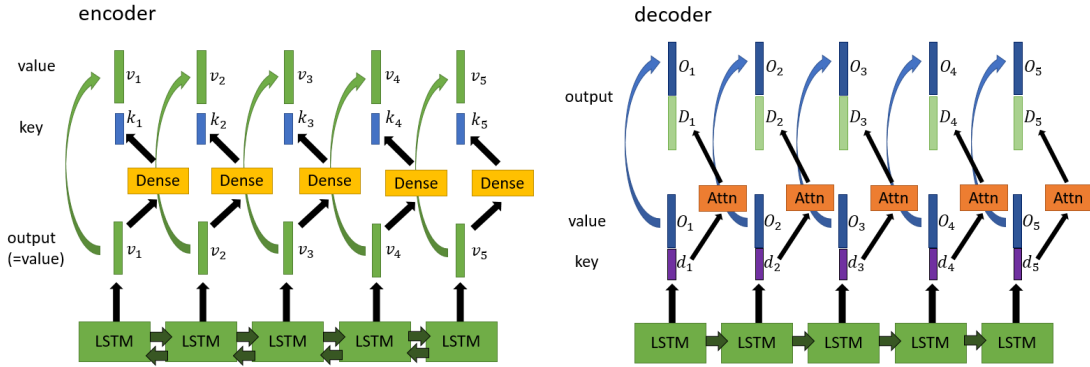 encoder
value
v₁ v₂ v₃ v₄ v₅
key
k₁ k₂ k₃ k₄ k₅
Dense Dense Dense Dense Dense
output
(=value)
v₁ v₂ v₃ v₄ v₅
LSTM LSTM LSTM LSTM LSTM
decoder
output
O₁ O₂ O₃ O₄ O₅
D₁ D₂ D₃ D₄ D₅
Attn Attn Attn Attn Attn
value
O₁ O₂ O₃ O₄ O₅
key
d₁ d₂ d₃ d₄ d₅
LSTM LSTM LSTM LSTM LSTM